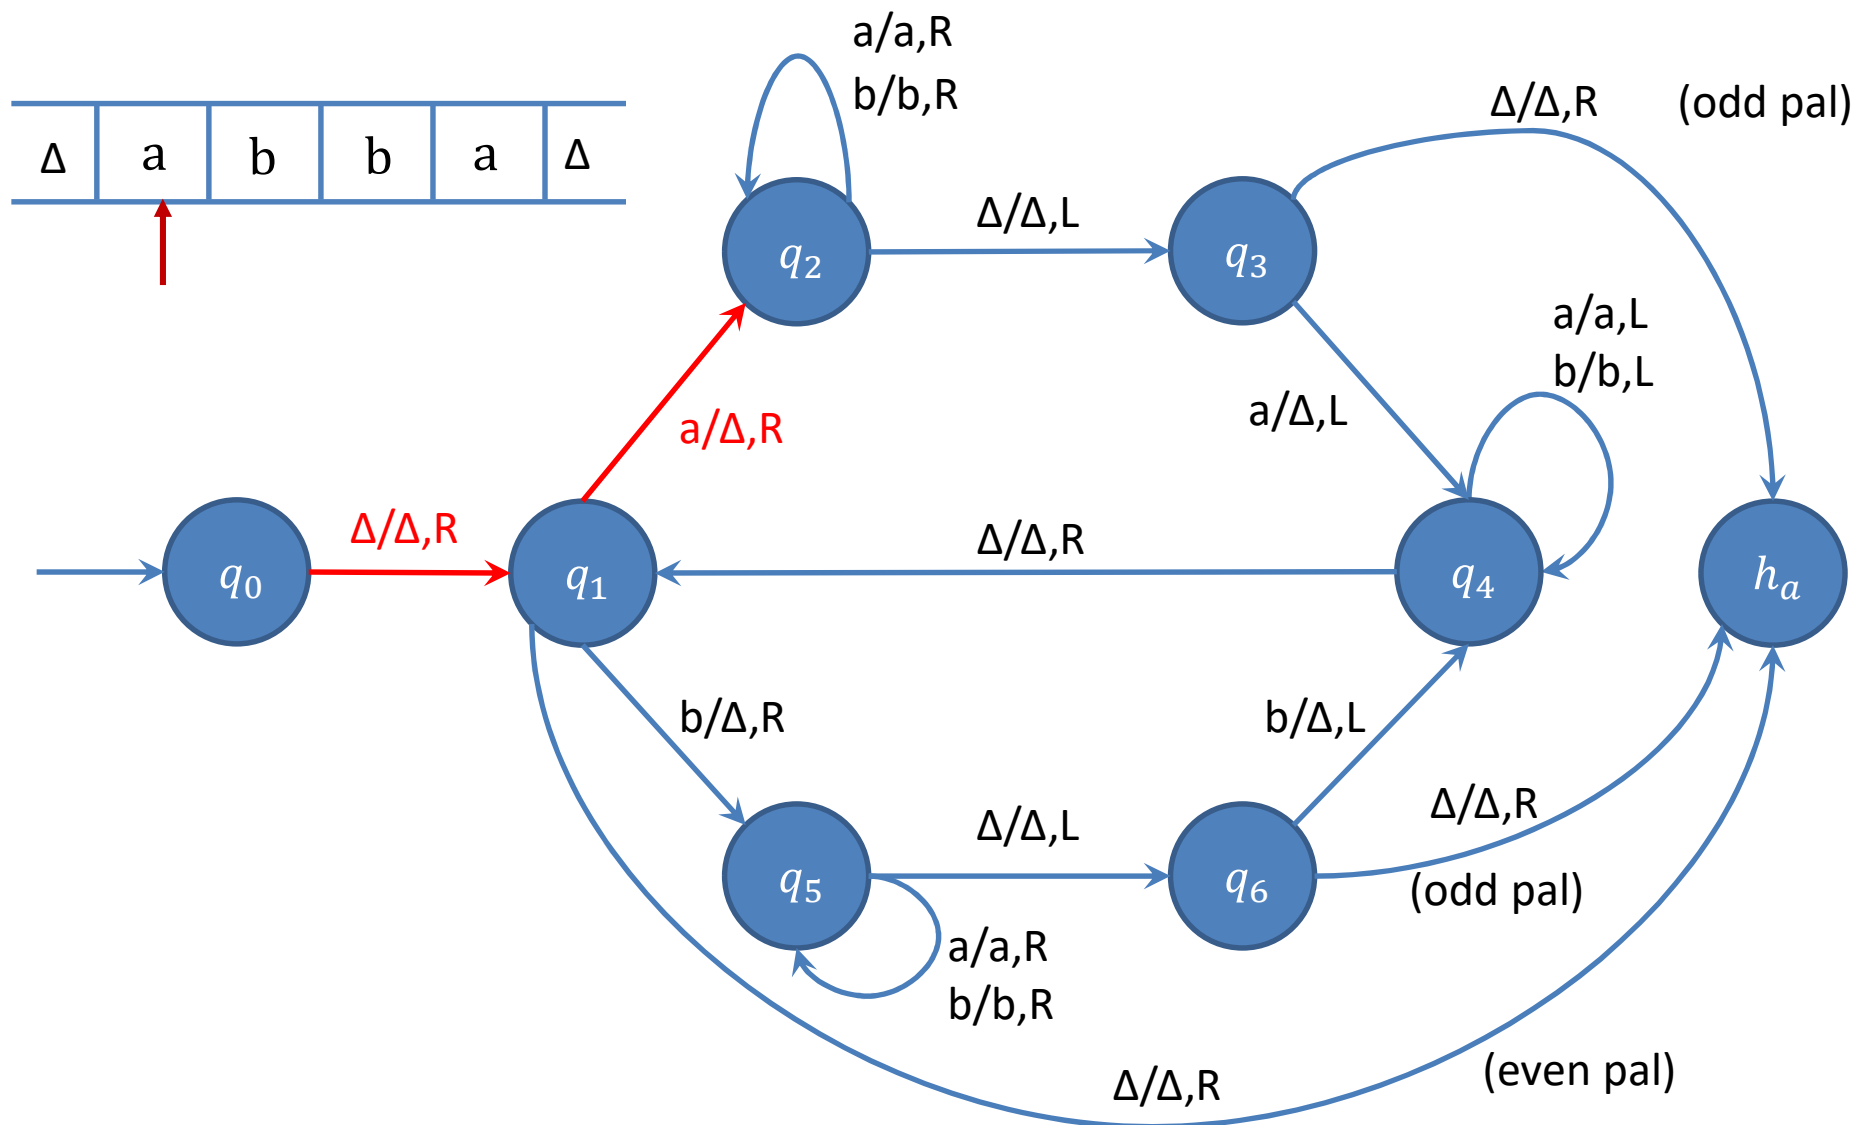 a/a,R
b/b,R
Δ/Δ,R (odd pal)
Δ a b b a Δ
Δ/Δ,L
q₂
q₃
a/a,L
b/b,L
a/Δ,R
a/Δ,L
Δ/Δ,R
Δ/Δ,R
q₀
q₁
q₄
hₐ
b/Δ,R
b/Δ,L
Δ/Δ,L
Δ/Δ,R
q₅
q₆
(odd pal)
a/a,R
b/b,R
Δ/Δ,R
(even pal)